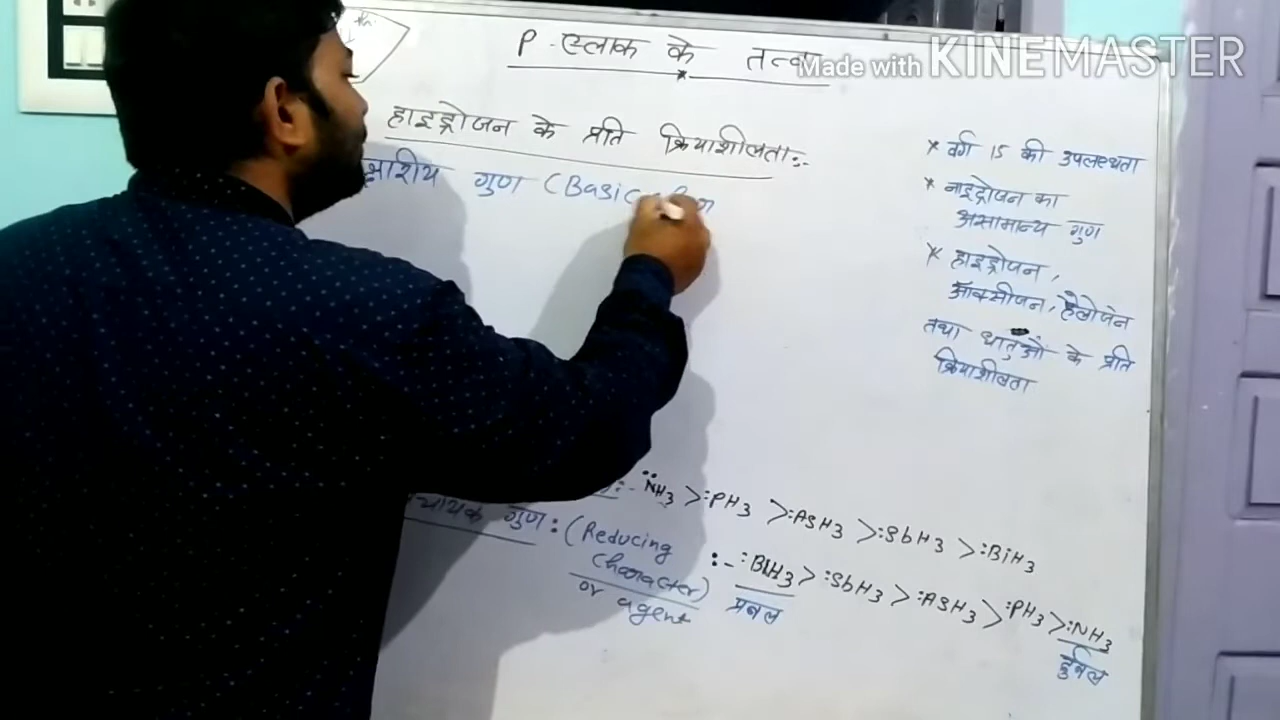 P-ब्लाक के तत्व
Made with KINEMASTER
हाइड्रोजन के प्रति क्रियाशीलता:-
क्षारीय गुण (Basic
* वर्ग 15 की उपलब्धता
* नाइट्रोजन का
असामान्य गुण
* हाइड्रोजन,
ऑक्सीजन, हैलोजेन
तथा धातुओं के प्रति
क्रियाशीलता
:- N̈H3 > :PH3 > :AsH3 > :SbH3 > :BiH3
गुण : (Reducing
Character)
or agent
:- :BiH3 > :SbH3 > :AsH3 > :PH3 > :NH3
प्रबल
दुर्बल